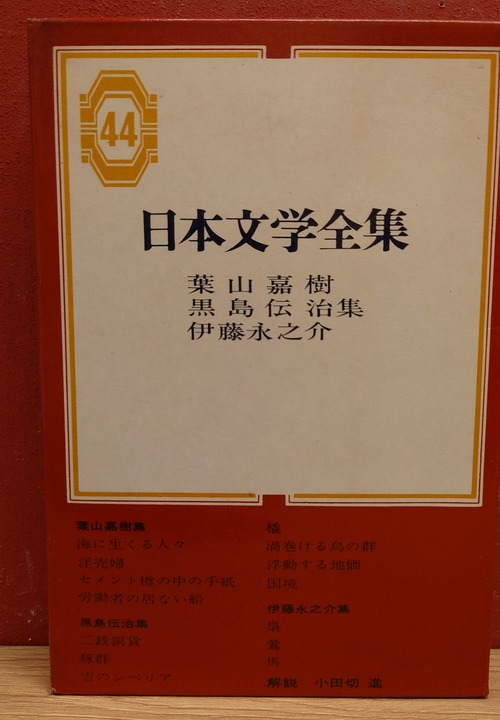 44
日本文学全集
葉山嘉樹
黒島伝治集
伊藤永之介
葉山嘉樹集
海に生くる人々
淫売婦
セメント樽の中の手紙
労働者の居ない船
黒島伝治集
二銭銅貨
豚群
雪のシベリア
橇
渦巻ける烏の群
浮動する地価
国境
伊藤永之介集
梟
鶯
馬
解説 小田切 進